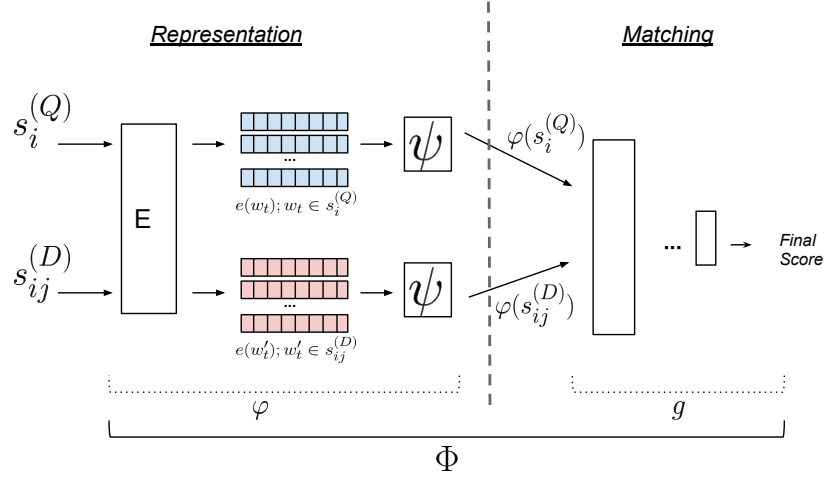 Representation
Matching
s_i^{(Q)}
E
...
e(w_t); w_t ∈ s_i^{(Q)}
ψ
φ(s_i^{(Q)})
s_{ij}^{(D)}
...
e(w'_t); w'_t ∈ s_{ij}^{(D)}
ψ
φ(s_{ij}^{(D)})
...
Final
Score
φ
g
Φ